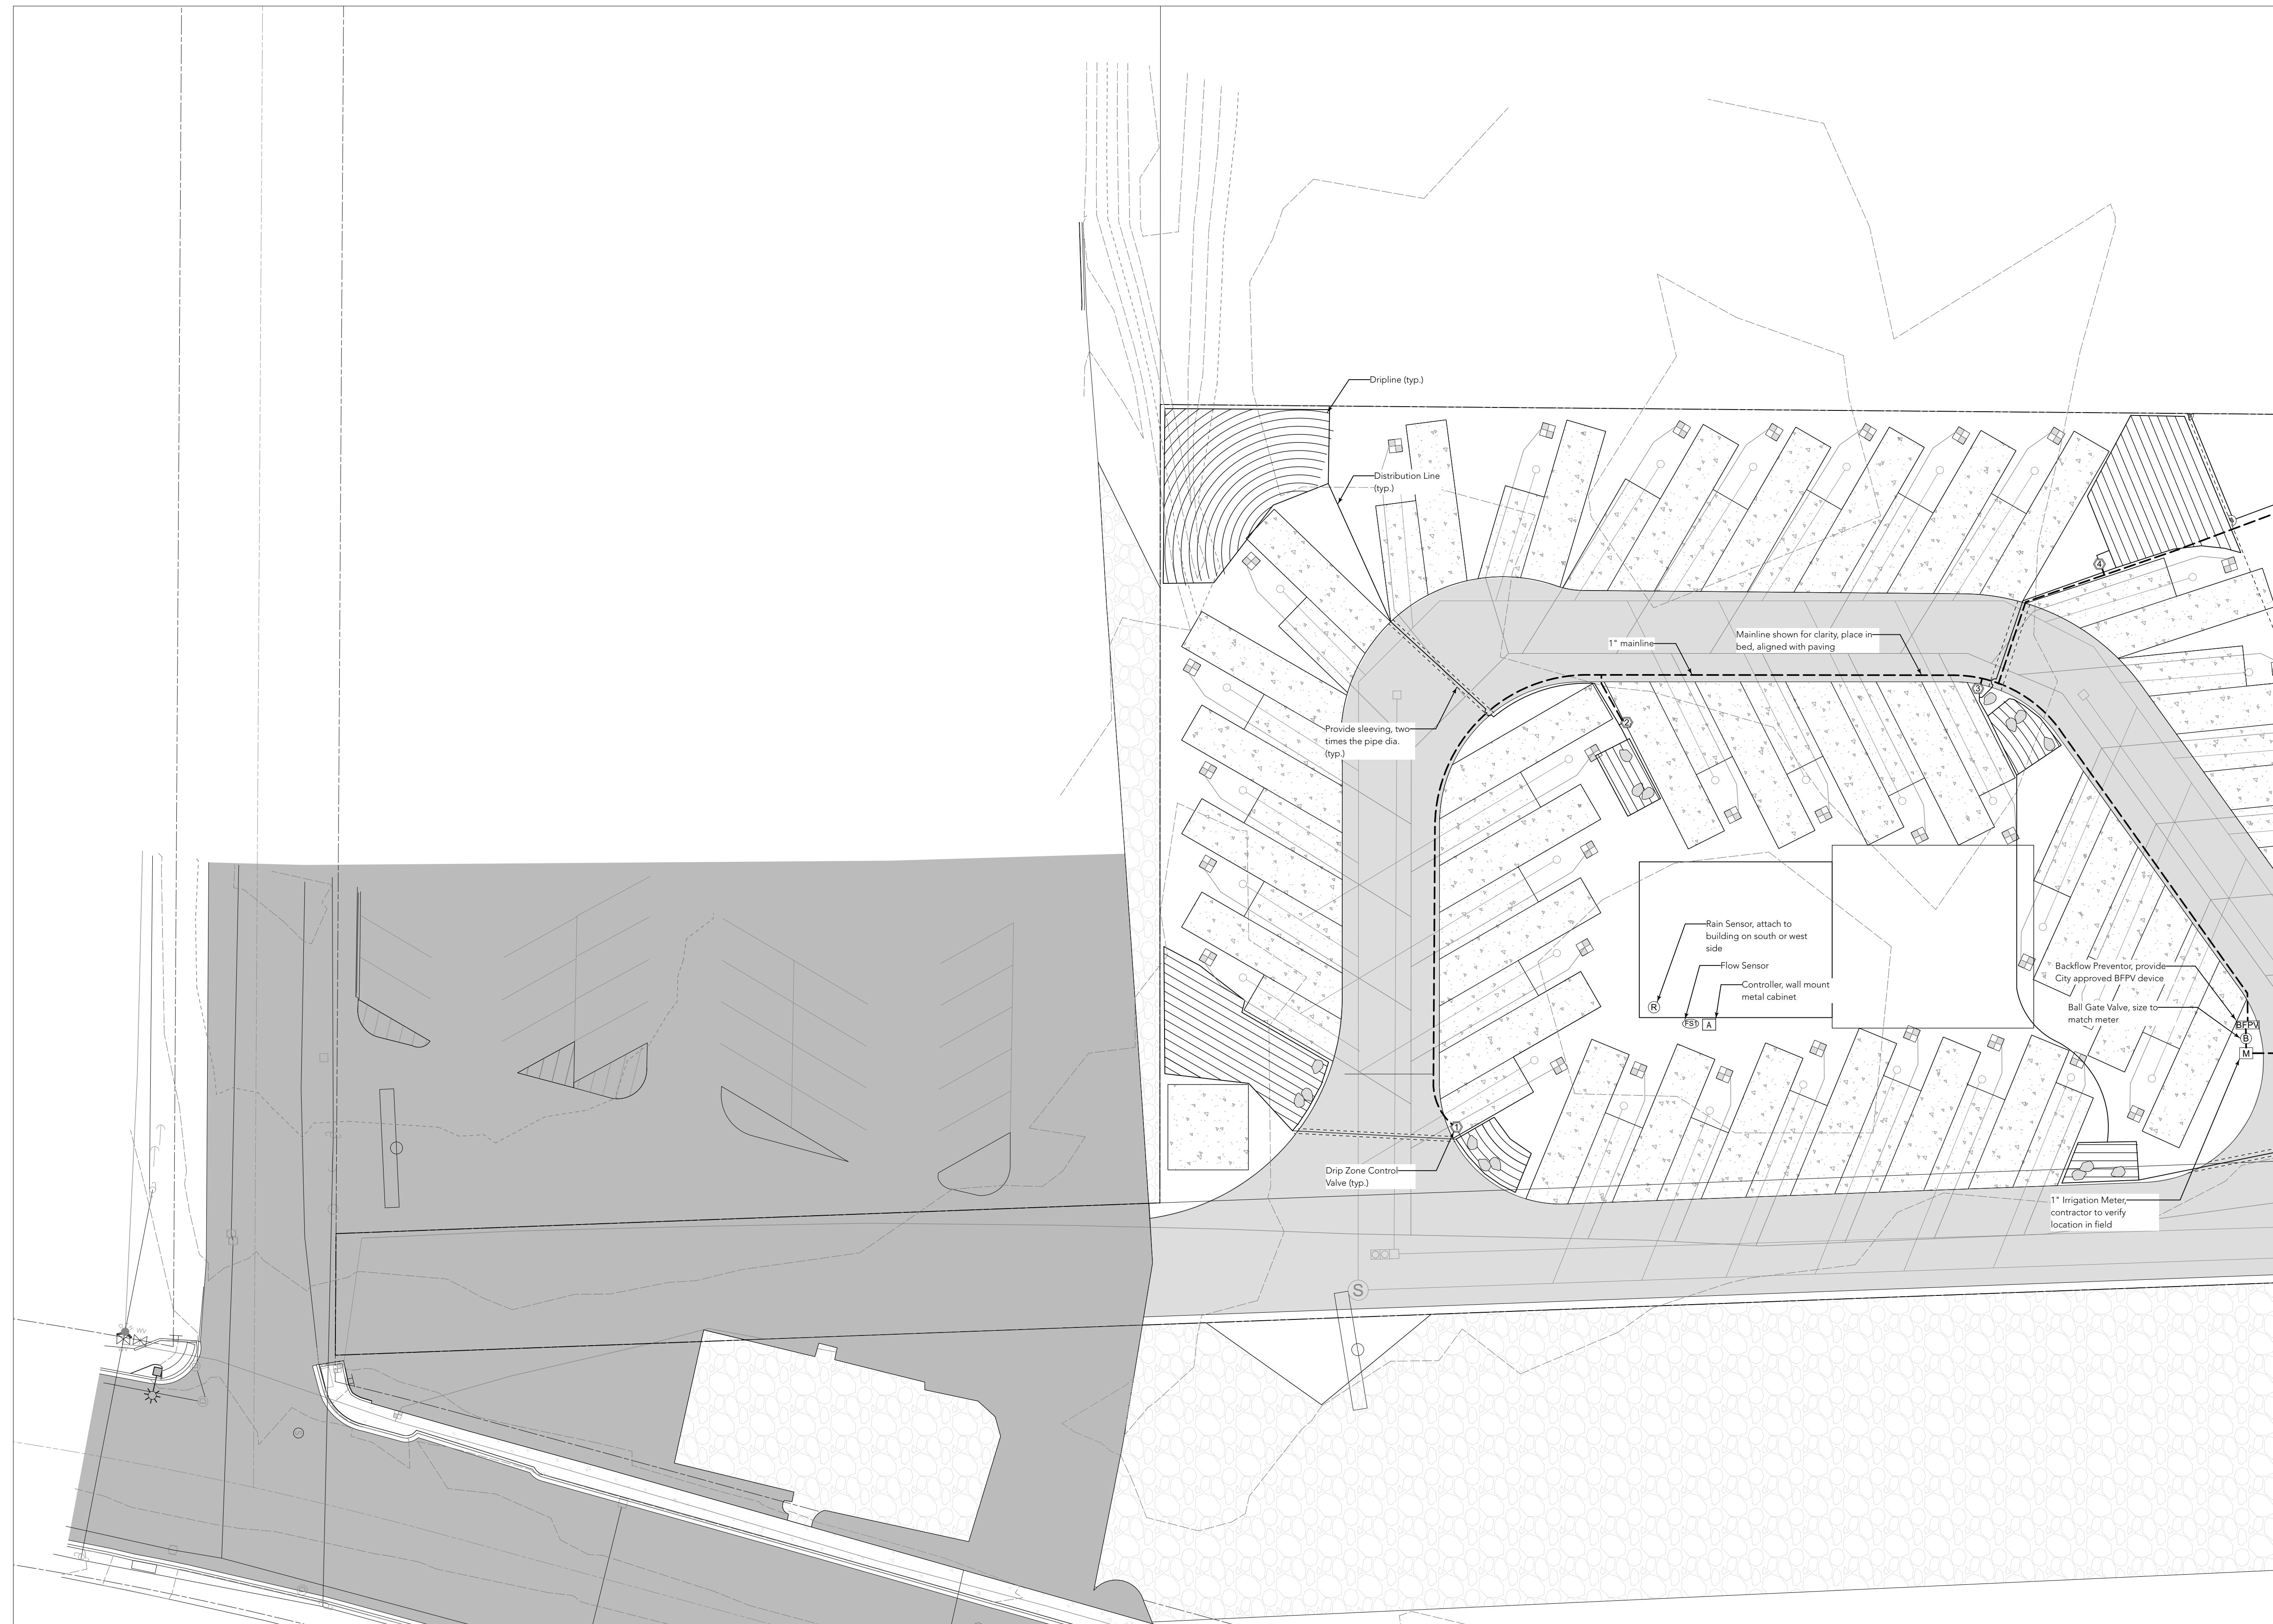 Dripline (typ.)
Distribution Line
(typ.)
4
1" mainline
Mainline shown for clarity, place in
bed, aligned with paving
3
2
Provide sleeving, two
times the pipe dia.
(typ.)
Rain Sensor, attach to
building on south or west
side
Flow Sensor
Controller, wall mount
metal cabinet
R
FS1
A
Backflow Preventor, provide
City approved BFPV device
Ball Gate Valve, size to
match meter
BFPV
B
M
1
Drip Zone Control
Valve (typ.)
1" Irrigation Meter,
contractor to verify
location in field
S
WV